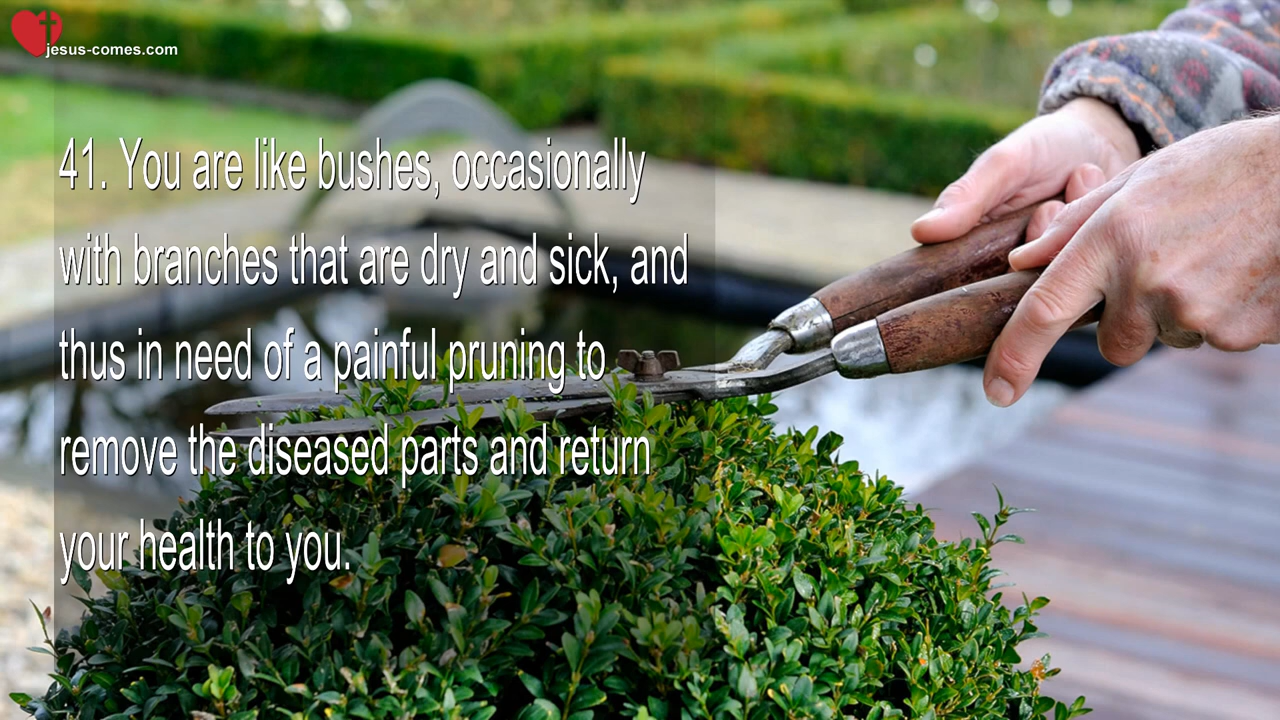 jesus-comes.com
41. You are like bushes, occasionally
with branches that are dry and sick, and
thus in need of a painful pruning to
remove the diseased parts and return
your health to you.